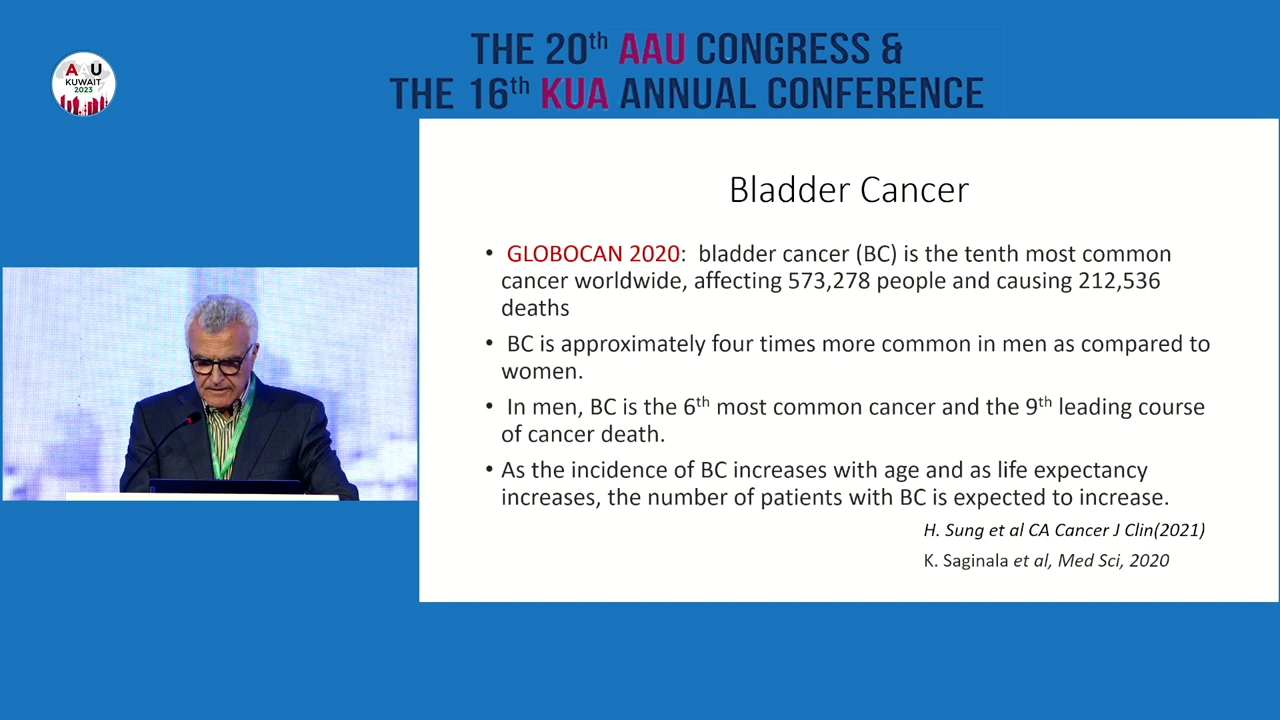 AAU
KUWAIT
2023
THE 20th AAU CONGRESS &
THE 16th KUA ANNUAL CONFERENCE
Bladder Cancer
• GLOBOCAN 2020: bladder cancer (BC) is the tenth most common
cancer worldwide, affecting 573,278 people and causing 212,536
deaths
• BC is approximately four times more common in men as compared to
women.
• In men, BC is the 6th most common cancer and the 9th leading course
of cancer death.
• As the incidence of BC increases with age and as life expectancy
increases, the number of patients with BC is expected to increase.
H. Sung et al CA Cancer J Clin(2021)
K. Saginala et al, Med Sci, 2020